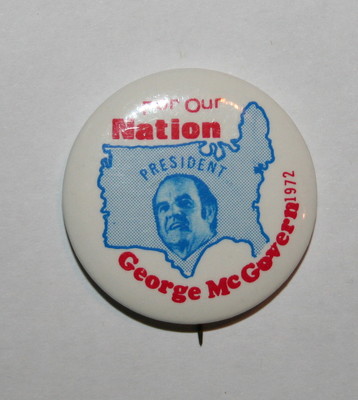 For Our
Nation
PRESIDENT
George McGovern 1972